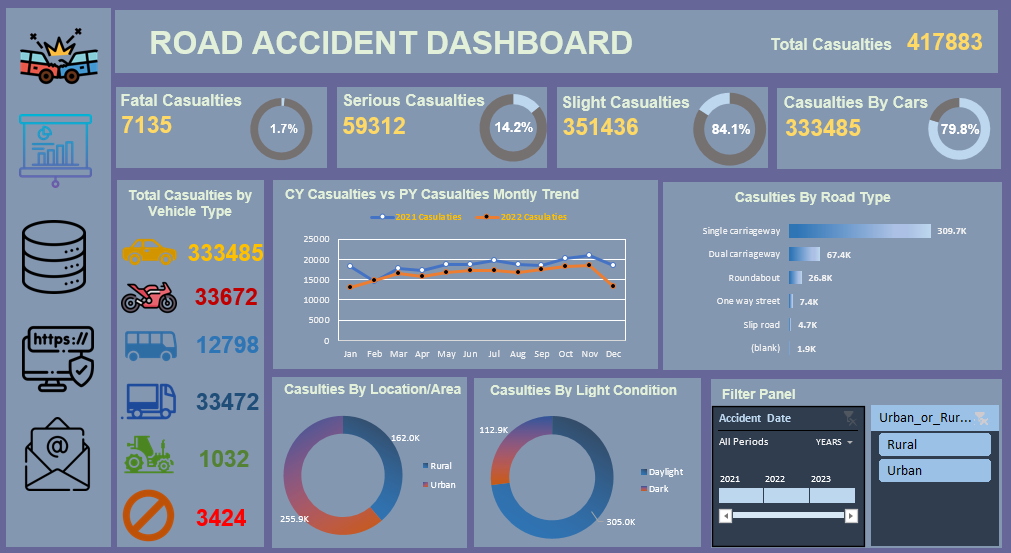 ROAD ACCIDENT DASHBOARD
Total Casualties 417883
Fatal Casualties
7135
1.7%
Serious Casualties
59312
14.2%
Slight Casualties
351436
84.1%
Casualties By Cars
333485
79.8%
https://
@
Total Casualties by
Vehicle Type
333485
33672
12798
33472
1032
3424
CY Casualties vs PY Casualties Montly Trend
2021 Casulaties 2022 Casulaties
25000
20000
15000
10000
5000
0
Jan Feb Mar Apr May Jun Jul Aug Sep Oct Nov Dec
Casulties By Road Type
Single carriageway 309.7K
Dual carriageway 67.4K
Roundabout 26.8K
One way street 7.4K
Slip road 4.7K
(blank) 1.9K
Casulties By Location/Area
162.0K
Rural
Urban
255.9K
Casulties By Light Condition
112.9K
Daylight
Dark
305.0K
Filter Panel
Accident Date
All Periods YEARS
2021 2022 2023
Urban_or_Rur...
Rural
Urban